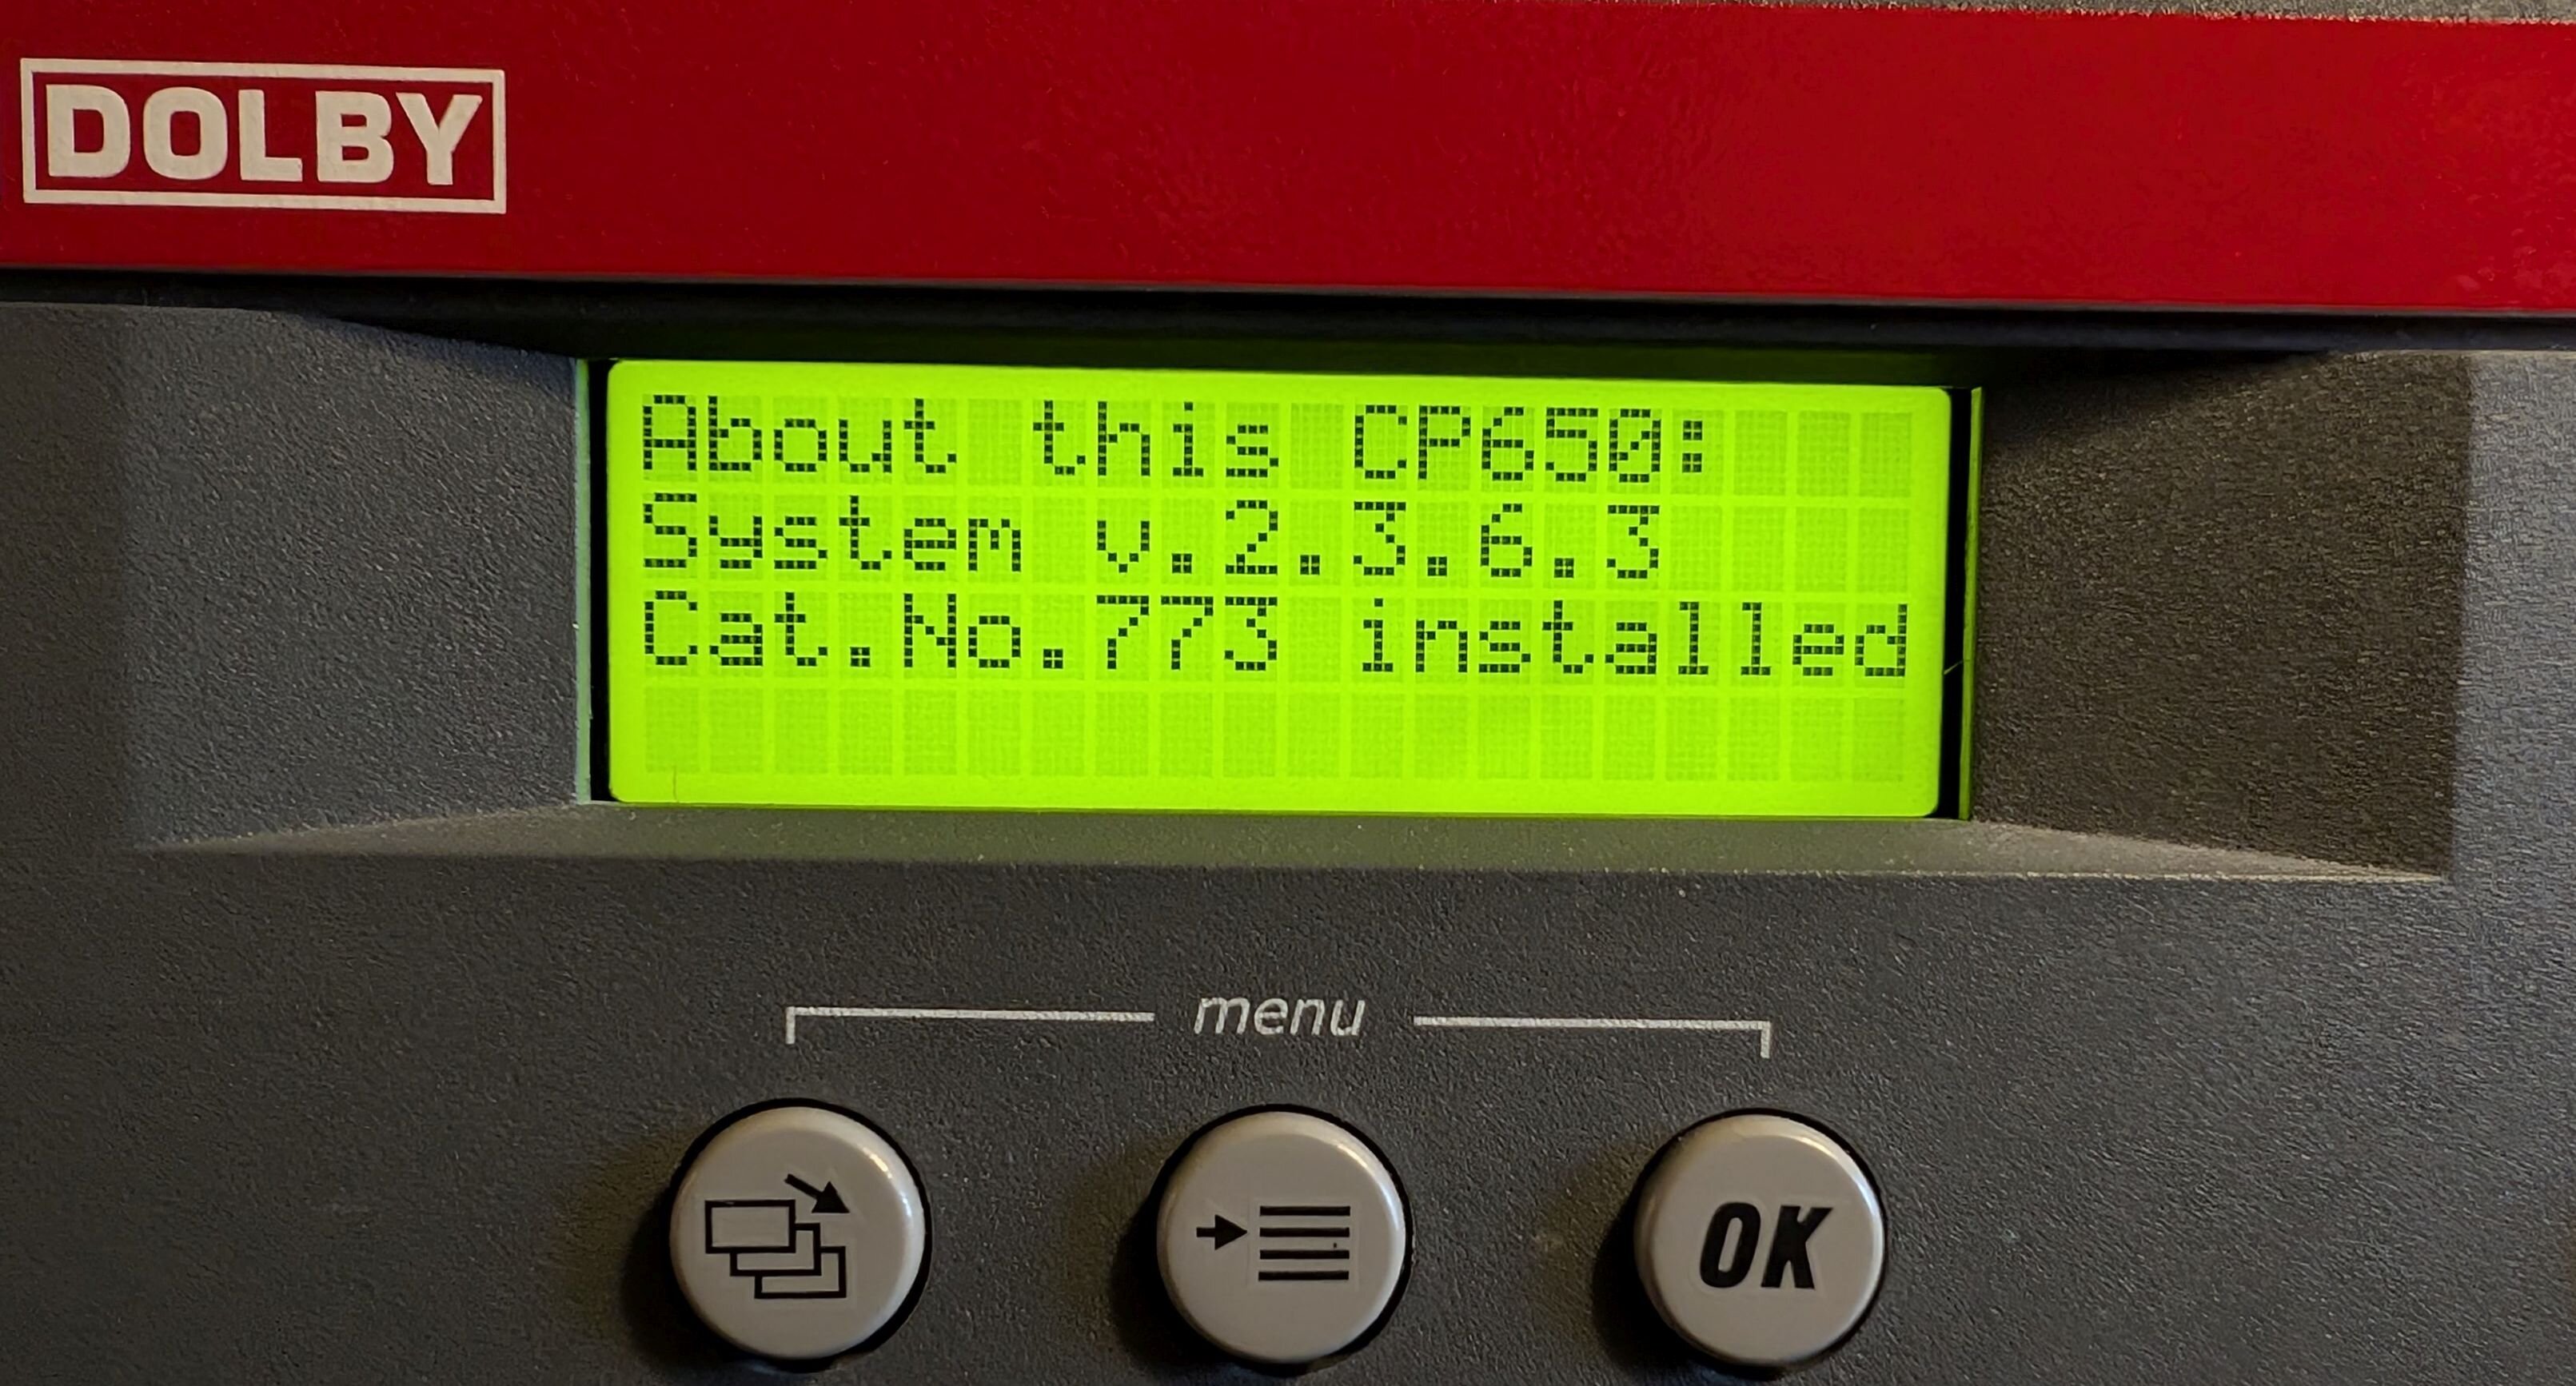 DOLBY
About this CP650:
System v.2.3.6.3
Cat.No.773 installed
menu
OK